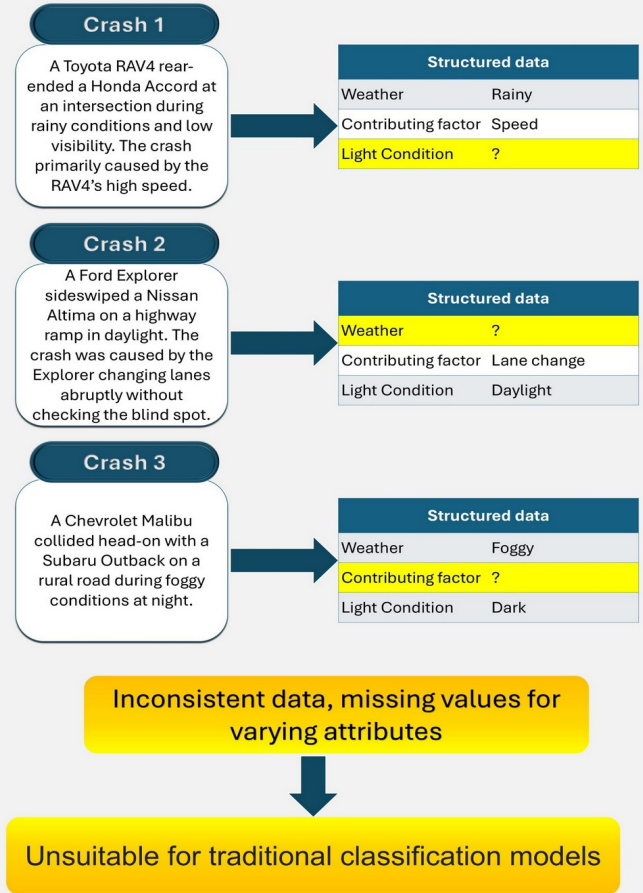 Crash 1
A Toyota RAV4 rear-
ended a Honda Accord at
an intersection during
rainy conditions and low
visibility. The crash
primarily caused by the
RAV4's high speed.
Structured data
Weather Rainy
Contributing factor Speed
Light Condition ?
Crash 2
A Ford Explorer
sideswiped a Nissan
Altima on a highway
ramp in daylight. The
crash was caused by the
Explorer changing lanes
abruptly without
checking the blind spot.
Structured data
Weather ?
Contributing factor Lane change
Light Condition Daylight
Crash 3
A Chevrolet Malibu
collided head-on with a
Subaru Outback on a
rural road during foggy
conditions at night.
Structured data
Weather Foggy
Contributing factor ?
Light Condition Dark
Inconsistent data, missing values for
varying attributes
Unsuitable for traditional classification models